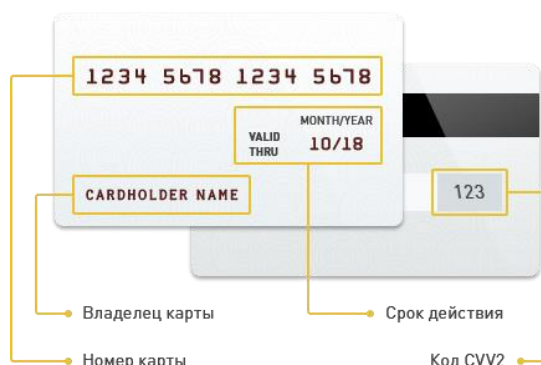 1234 5678 1234 5678
MONTH/YEAR
VALID
THRU
10/18
CARDHOLDER NAME
123
Владелец карты
Срок действия
Номер карты
Код CVV2